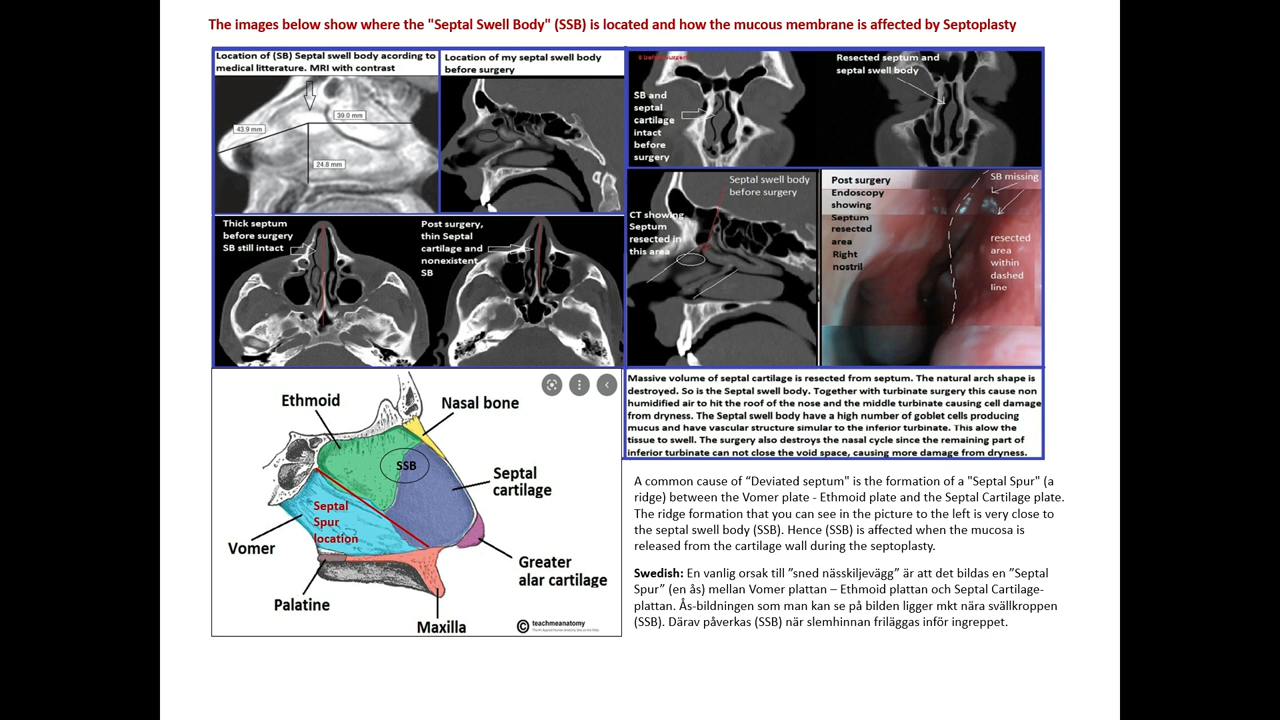 The images below show where the "Septal Swell Body" (SSB) is located and how the mucous membrane is affected by Septoplasty
Location of (SB) Septal swell body acording to
medical litterature. MRI with contrast
39.0 mm
43.9 mm
24.8 mm
Location of my septal swell body
before surgery
SB and
septal
cartilage
intact
before
surgery
Resected septum and
septal swell body
Thick septum
before surgery
SB still intact
Post surgery,
thin Septal
cartilage and
nonexistent
SB
Septal swell body
before surgery
CT showing
Septum
resected in
this area
Post surgery
Endoscopy
showing
Septum
resected
area
Right
nostril
SB missing
resected
area
within
dashed
line
Massive volume of septal cartilage is resected from septum. The natural arch shape is
destroyed. So is the Septal swell body. Together with turbinate surgery this cause non
humidified air to hit the roof of the nose and the middle turbinate causing cell damage
from dryness. The Septal swell body have a high number of goblet cells producing
mucus and have vascular structure simular to the inferior turbinate. This alow the
tissue to swell. The surgery also destroys the nasal cycle since the remaining part of
inferior turbinate can not close the void space, causing more damage from dryness.
Ethmoid
Nasal bone
SSB
Septal
cartilage
Septal
Spur
location
Vomer
Greater
alar cartilage
Palatine
Maxilla
© teachmeanatomy
A common cause of “Deviated septum" is the formation of a "Septal Spur" (a
ridge) between the Vomer plate - Ethmoid plate and the Septal Cartilage plate.
The ridge formation that you can see in the picture to the left is very close to
the septal swell body (SSB). Hence (SSB) is affected when the mucosa is
released from the cartilage wall during the septoplasty.
Swedish: En vanlig orsak till ”sned nässkiljevägg” är att det bildas en ”Septal
Spur” (en ås) mellan Vomer plattan – Ethmoid plattan och Septal Cartilage-
plattan. Ås-bildningen som man kan se på bilden ligger mkt nära svällkroppen
(SSB). Därav påverkas (SSB) när slemhinnan friläggas inför ingreppet.